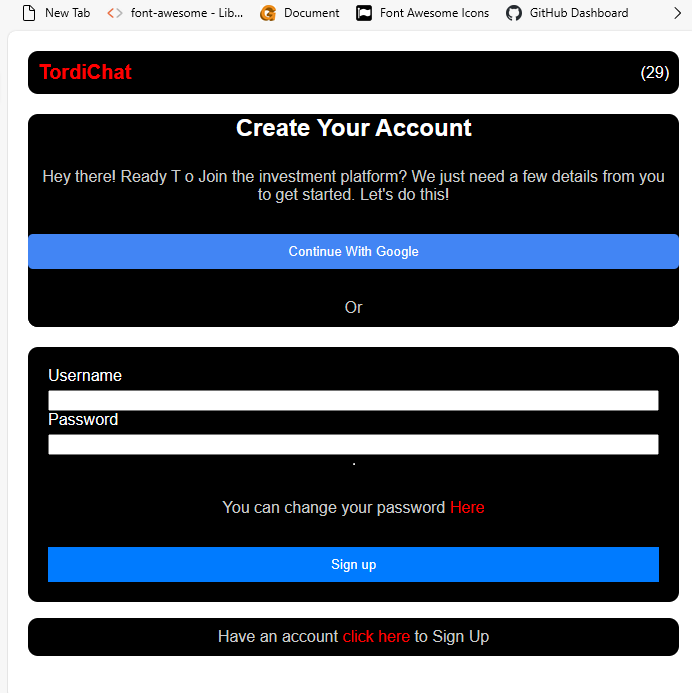 New Tab
font-awesome - Lib...
Document
Font Awesome Icons
GitHub Dashboard
TordiChat
(29)
Create Your Account
Hey there! Ready T o Join the investment platform? We just need a few details from you
to get started. Let's do this!
Continue With Google
Or
Username
Password
.
You can change your password Here
Sign up
Have an account click here to Sign Up